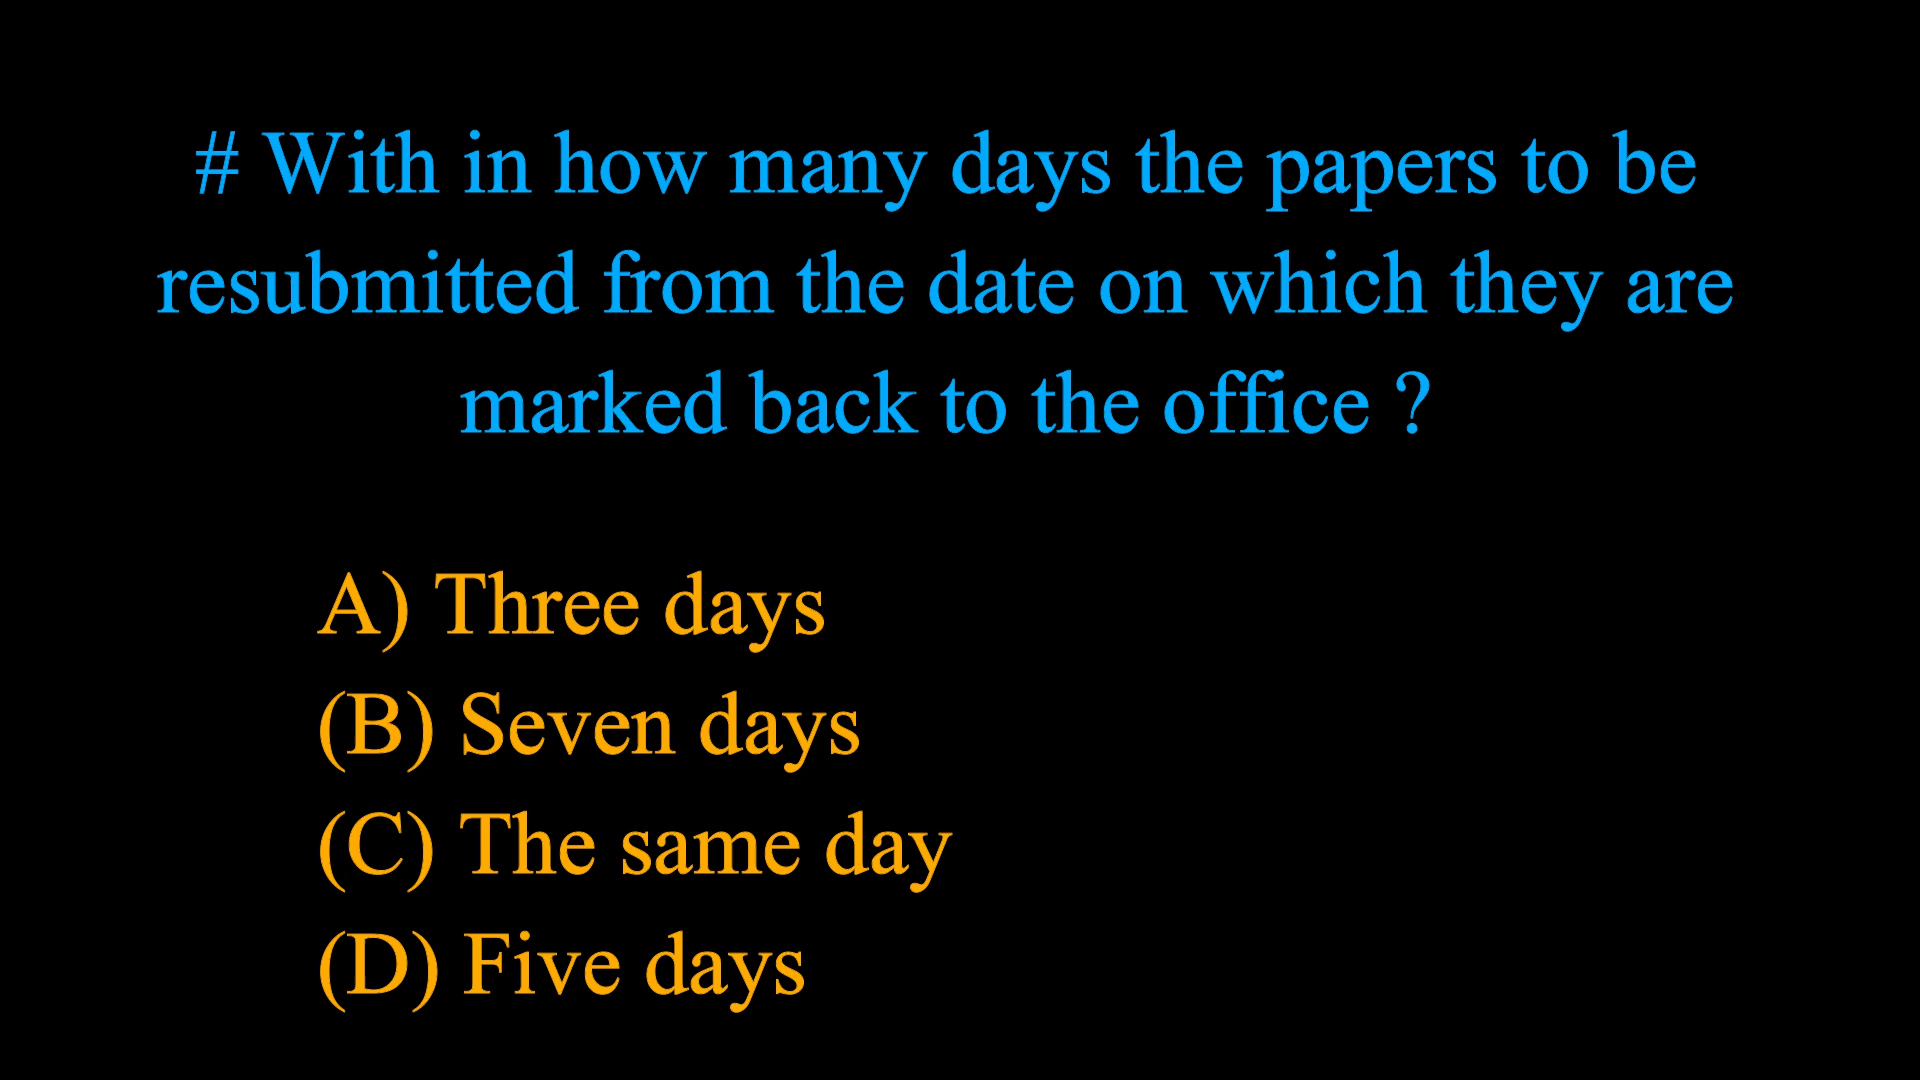 # With in how many days the papers to be
resubmitted from the date on which they are
marked back to the office ?
A) Three days
(B) Seven days
(C) The same day
(D) Five days